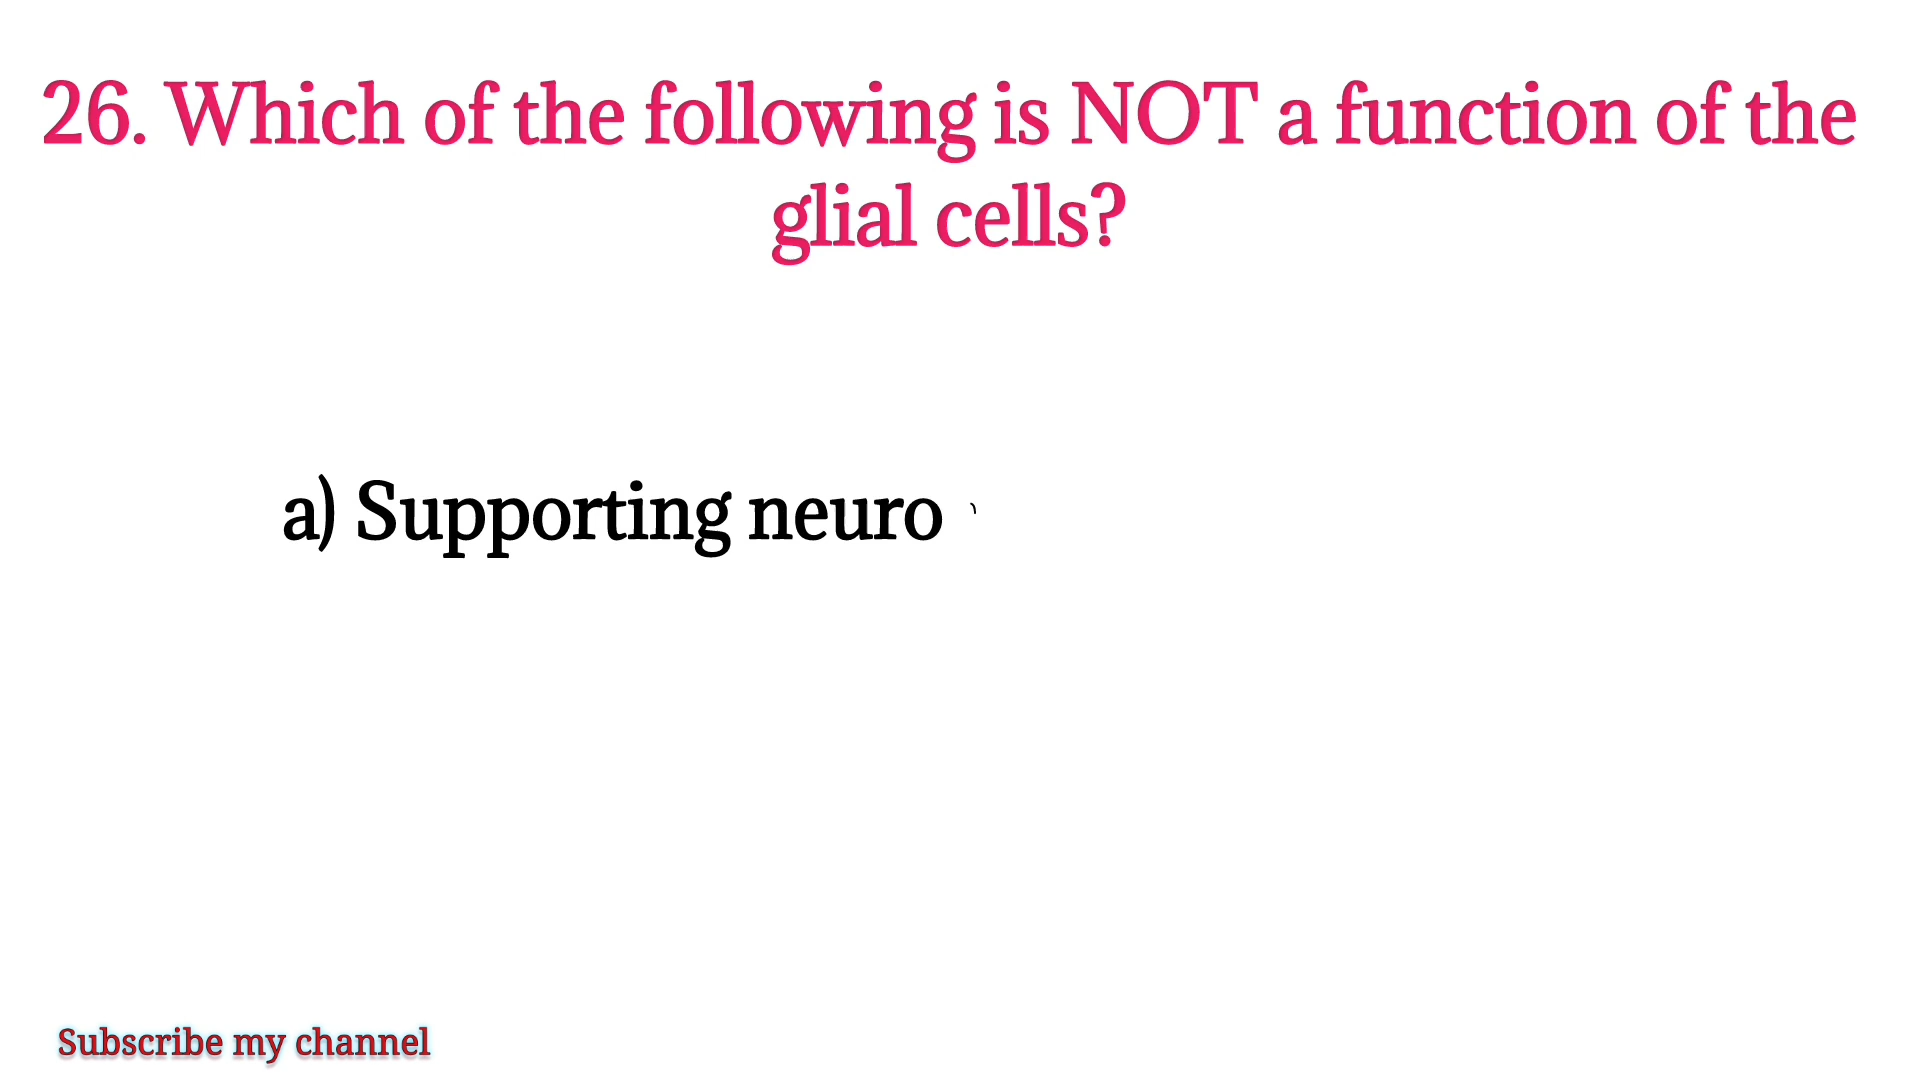 26. Which of the following is NOT a function of the
glial cells?
a) Supporting neuro
Subscribe my channel